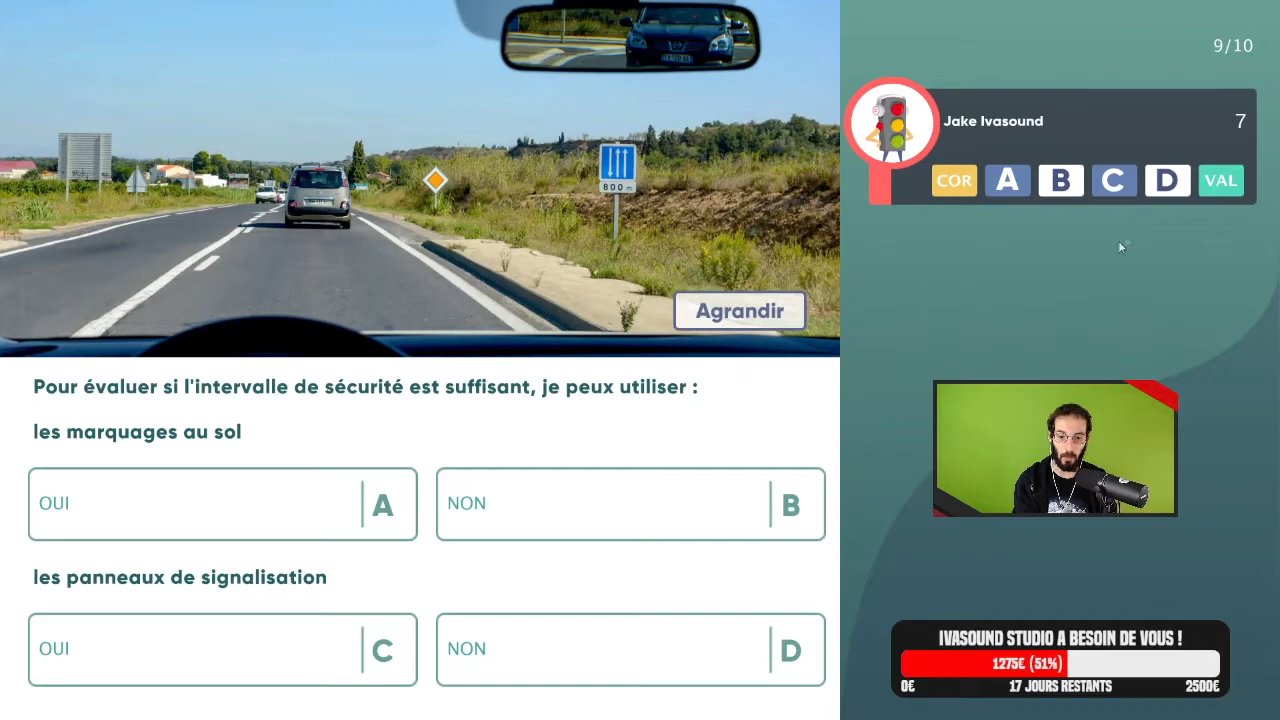 9/10
Jake Ivasound
7
COR A B C D VAL
800 m
Agrandir
Pour évaluer si l'intervalle de sécurité est suffisant, je peux utiliser :
les marquages au sol
OUI A
NON B
les panneaux de signalisation
OUI C
NON D
IVASOUND STUDIO A BESOIN DE VOUS !
1275€ (51%)
0€ 17 JOURS RESTANTS 2500€